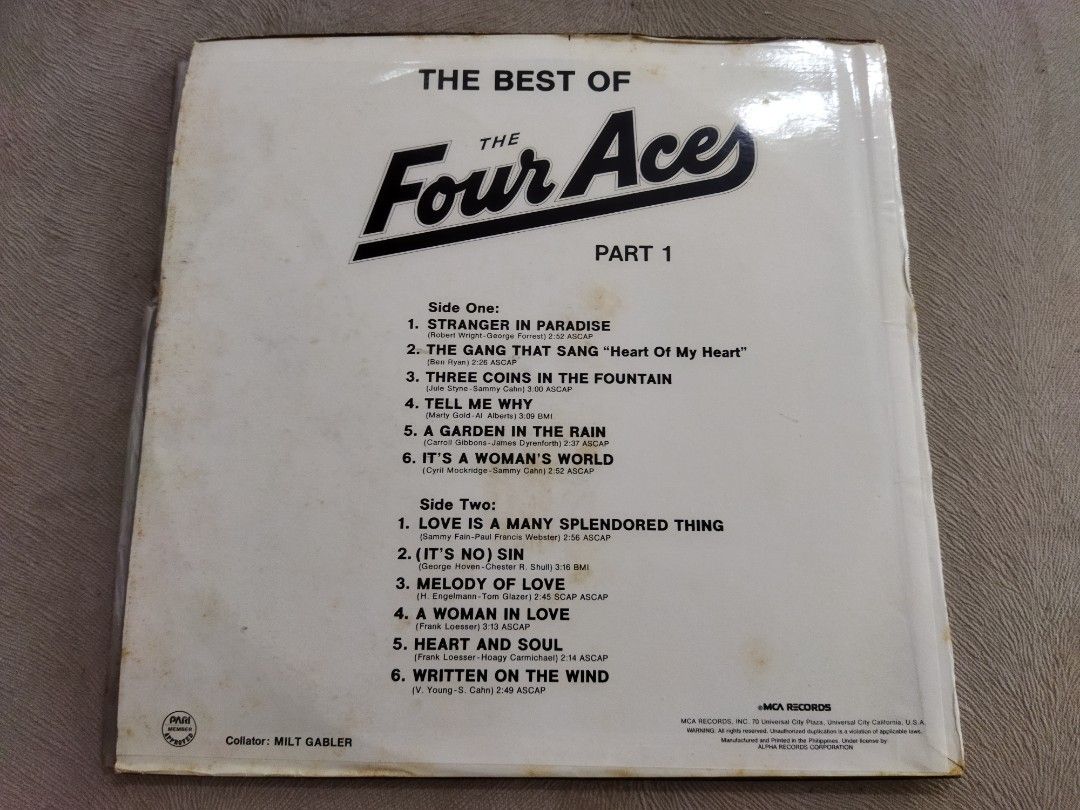 THE BEST OF
THE
Four Aces
PART 1
Side One:
1. STRANGER IN PARADISE
(Robert Wright-George Forrest) 2:52 ASCAP
2. THE GANG THAT SANG "Heart Of My Heart"
(Ben Ryan) 2:26 ASCAP
3. THREE COINS IN THE FOUNTAIN
(Jule Styne-Sammy Cahn) 3:00 ASCAP
4. TELL ME WHY
(Marty Gold-Al Alberts) 3:09 BMI
5. A GARDEN IN THE RAIN
(Carroll Gibbons-James Dyrenforth) 2:37 ASCAP
6. IT'S A WOMAN'S WORLD
(Cyril Mockridge-Sammy Cahn) 2:52 ASCAP
Side Two:
1. LOVE IS A MANY SPLENDORED THING
(Sammy Fain-Paul Francis Webster) 2:56 ASCAP
2. (IT'S NO) SIN
(George Hoven-Chester R. Shull) 3:16 BMI
3. MELODY OF LOVE
(H. Engelmann-Tom Glazer) 2:45 SCAP ASCAP
4. A WOMAN IN LOVE
(Frank Loesser) 3:13 ASCAP
5. HEART AND SOUL
(Frank Loesser-Hoagy Carmichael) 2:14 ASCAP
6. WRITTEN ON THE WIND
(V. Young-S. Cahn) 2:49 ASCAP
PARI
MEMBER
APPROVED
Collator: MILT GABLER
MCA RECORDS
MCA RECORDS, INC. 70 Universal City Plaza, Universal City California, U.S.A.
WARNING: All rights reserved. Unauthorized duplication is a violation of applicable laws.
Manufactured and Printed in the Philippines. Under license by:
ALPHA RECORDS CORPORATION